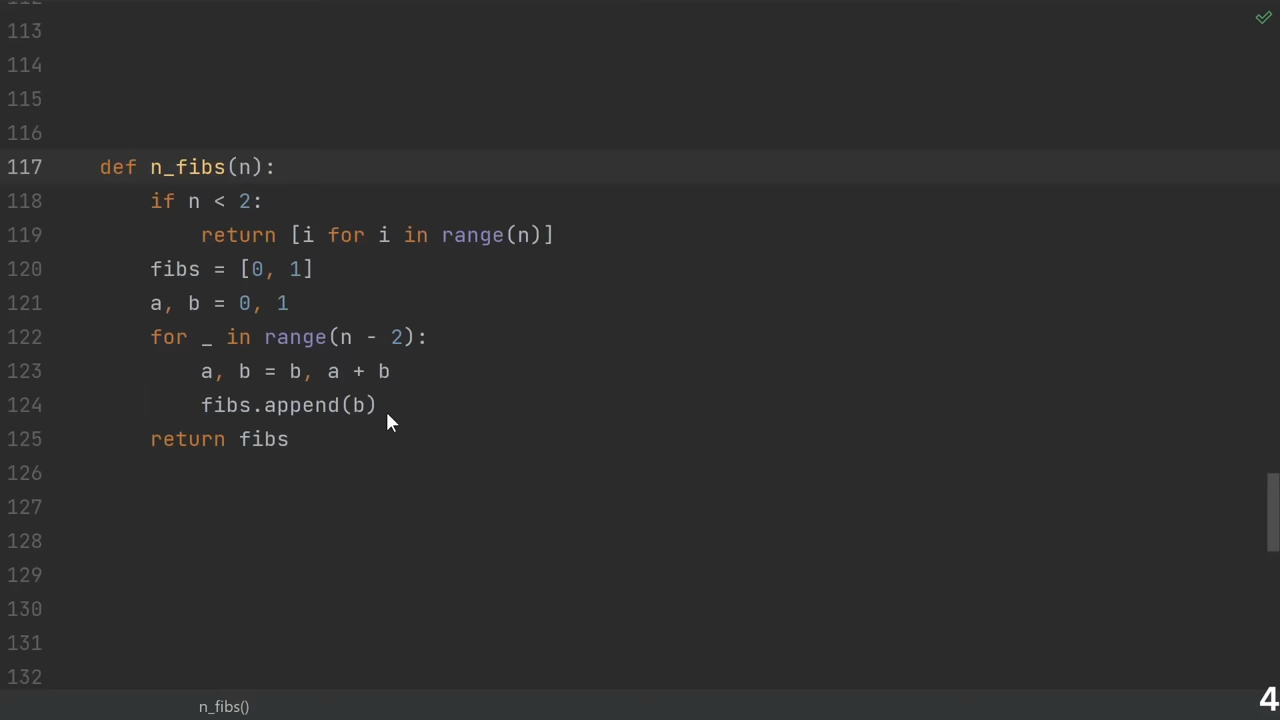 112
113
114
115
116
117 def n_fibs(n):
118 if n < 2:
119 return [i for i in range(n)]
120 fibs = [0, 1]
121 a, b = 0, 1
122 for _ in range(n - 2):
123 a, b = b, a + b
124 fibs.append(b)
125 return fibs
126
127
128
129
130
131
132
n_fibs()
4